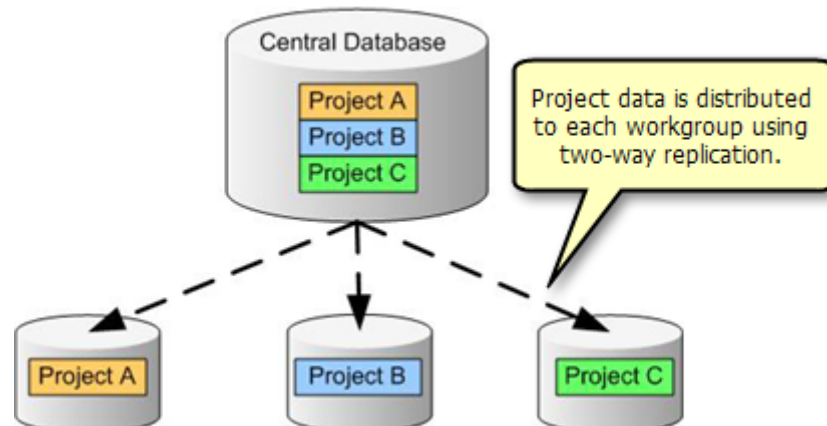 Central Database
Project A
Project B
Project C
Project data is distributed
to each workgroup using
two-way replication.
Project A
Project B
Project C